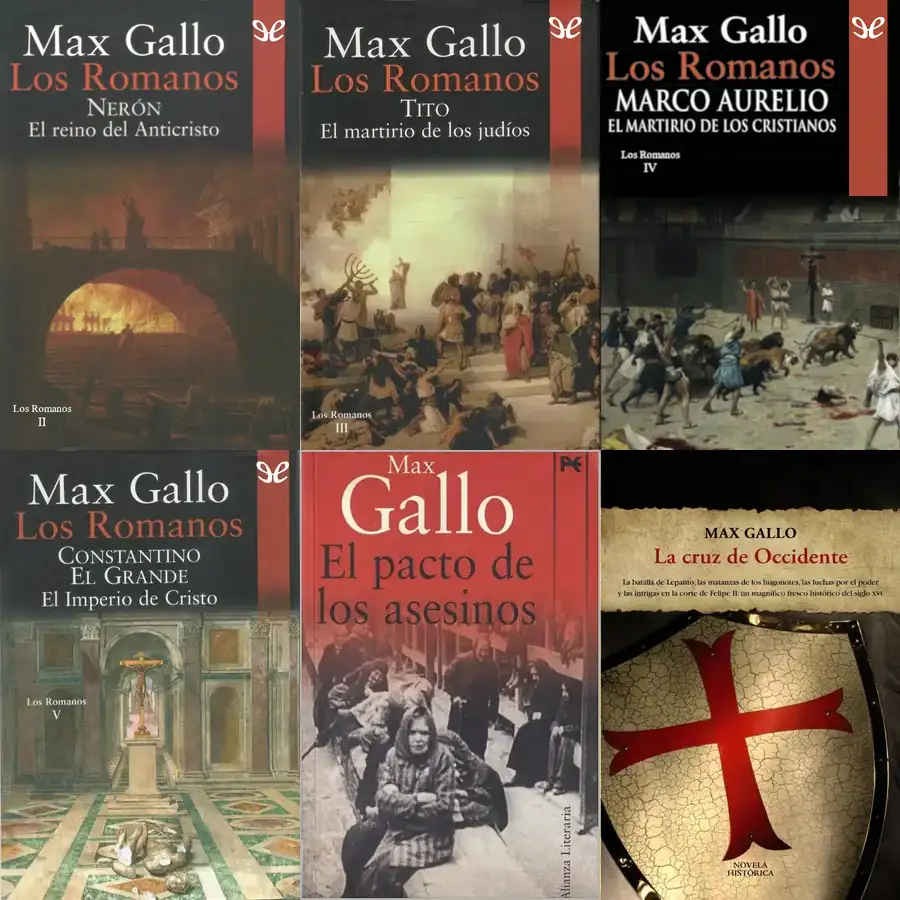 Max Gallo
Los Romanos
NERÓN
El reino del Anticristo
Los Romanos
II
Max Gallo
Los Romanos
TITO
El martirio de los judíos
Los Romanos
III
Max Gallo
Los Romanos
MARCO AURELIO
EL MARTIRIO DE LOS CRISTIANOS
Los Romanos
IV
Max Gallo
Los Romanos
CONSTANTINO
EL GRANDE
El Imperio de Cristo
Los Romanos
V
Max
Gallo
El pacto de
los asesinos
Alianza Literaria
MAX GALLO
La cruz de Occidente
La batalla de Lepanto, las matanzas de los hugonotes, las luchas por el poder
y las intrigas en la corte de Felipe II: un magnífico fresco histórico del siglo XVI.
NOVELA
HISTÓRICA